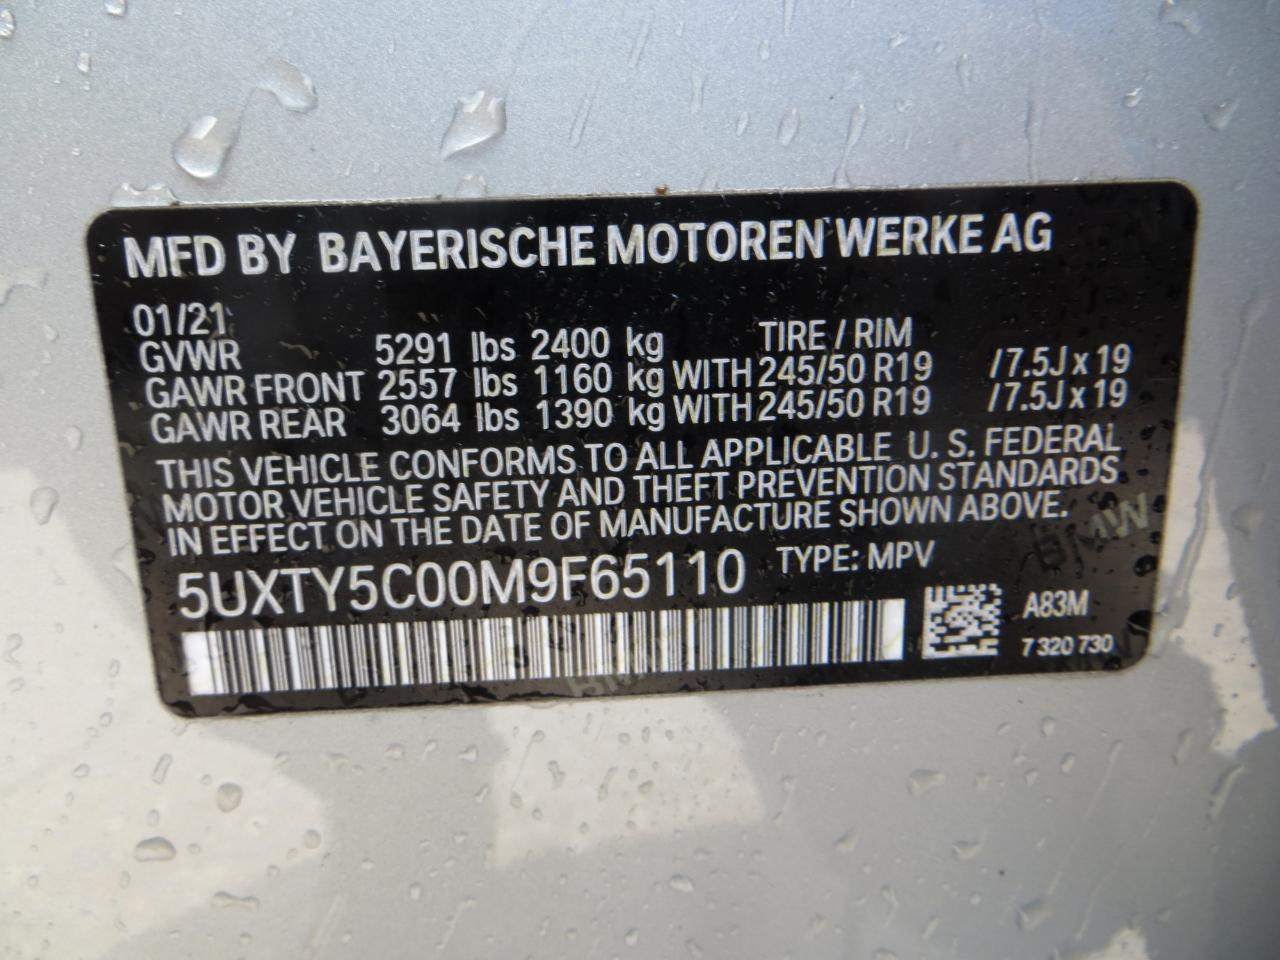 MFD BY BAYERISCHE MOTOREN WERKE AG
01/21
GVWR 5291 lbs 2400 kg TIRE / RIM
GAWR FRONT 2557 lbs 1160 kg WITH 245/50 R19 /7.5J x 19
GAWR REAR 3064 lbs 1390 kg WITH 245/50 R19 /7.5J x 19
THIS VEHICLE CONFORMS TO ALL APPLICABLE U. S. FEDERAL
MOTOR VEHICLE SAFETY AND THEFT PREVENTION STANDARDS
IN EFFECT ON THE DATE OF MANUFACTURE SHOWN ABOVE.
5UXTY5C00M9F65110 TYPE: MPV
A83M
7 320 730
BMW
BMW